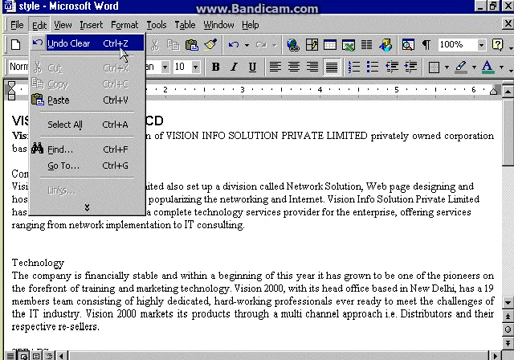 www.Bandicam.com
style - Microsoft Word
File Edit View Insert Format Tools Table Window Help
100%
Undo Clear Ctrl+Z
Cut Ctrl+X
Copy Ctrl+C
Paste Ctrl+V
Select All Ctrl+A
Find... Ctrl+F
Go To... Ctrl+G
Links...
Norm 10 B I U
1 2 3 4 5 6
VIS CD
Vis n of VISION INFO SOLUTION PRIVATE LIMITED privately owned corporation
bas
Com
Visi mited also set up a division called Network Solution, Web page designing and
hos popularizing the networking and Internet. Vision Info Solution Private Limited
has a complete technology services provider for the enterprise, offering services
ranging from network implementation to IT consulting.
Technology
The company is financially stable and within a beginning of this year it has grown to be one of the pioneers on
the forefront of training and marketing technology. Vision 2000, with its head office based in New Delhi, has a 19
members team consisting of highly dedicated, hard-working professionals ever ready to meet the challenges of
the IT industry. Vision 2000 markets its products through a multi channel approach i.e. Distributors and their
respective re-sellers.